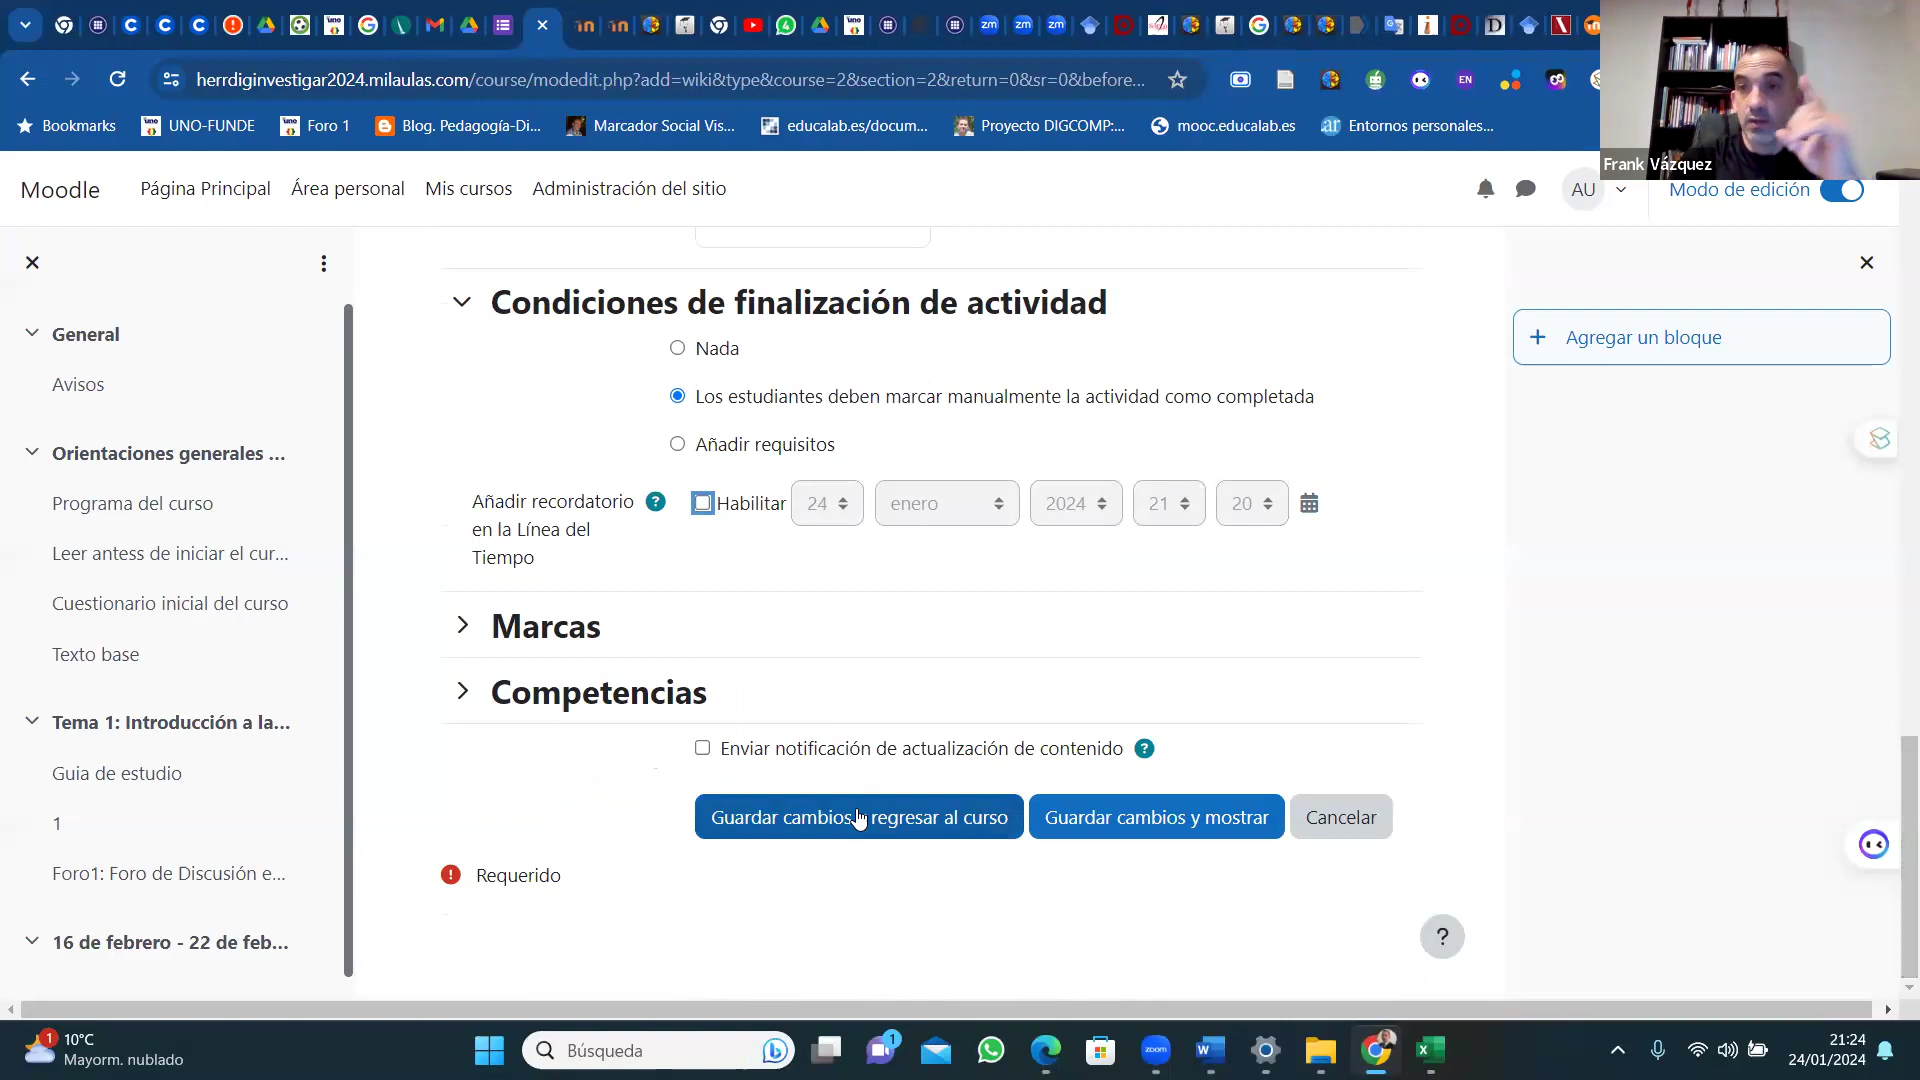 herrdiginvestigar2024.milaulas.com/course/modedit.php?add=wiki&type&course=2&section=2&return=0&sr=0&before...
EN
Bookmarks
UNO-FUNDE
Foro 1
Blog. Pedagogía-Di...
Marcador Social Vis...
educalab.es/docum...
Proyecto DIGCOMP:...
mooc.educalab.es
Entornos personales...
Frank Vázquez
Moodle
Página Principal
Área personal
Mis cursos
Administración del sitio
AU
Modo de edición
General
Avisos
Orientaciones generales ...
Programa del curso
Leer antess de iniciar el cur...
Cuestionario inicial del curso
Texto base
Tema 1: Introducción a la...
Guia de estudio
1
Foro1: Foro de Discusión e...
16 de febrero - 22 de feb...
Condiciones de finalización de actividad
Nada
Los estudiantes deben marcar manualmente la actividad como completada
Añadir requisitos
Añadir recordatorio
en la Línea del
Tiempo
Habilitar
24
enero
2024
21
20
Marcas
Competencias
Enviar notificación de actualización de contenido
Guardar cambios regresar al curso
Guardar cambios y mostrar
Cancelar
Requerido
Agregar un bloque
10°C
Mayorm. nublado
Búsqueda
zoom
21:24
24/01/2024